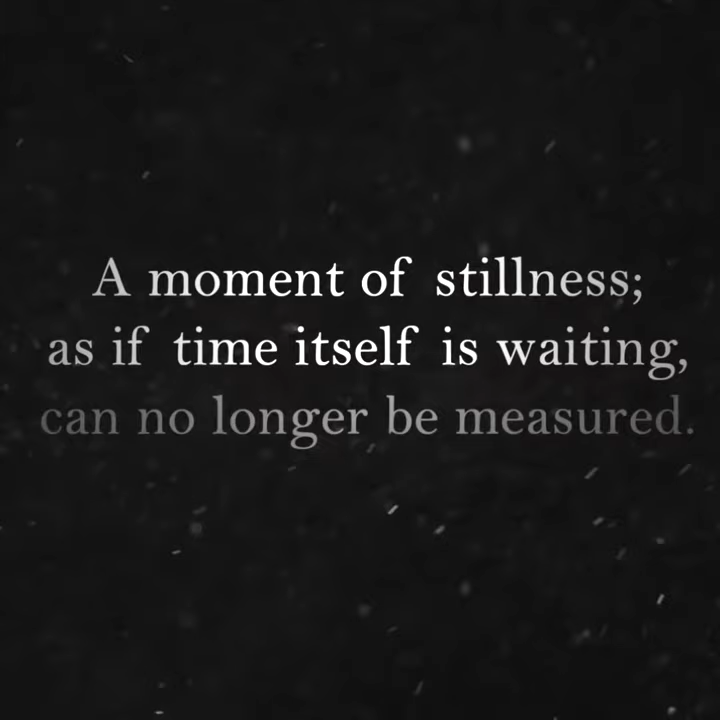 A moment of stillness;
as if time itself is waiting,
can no longer be measured.